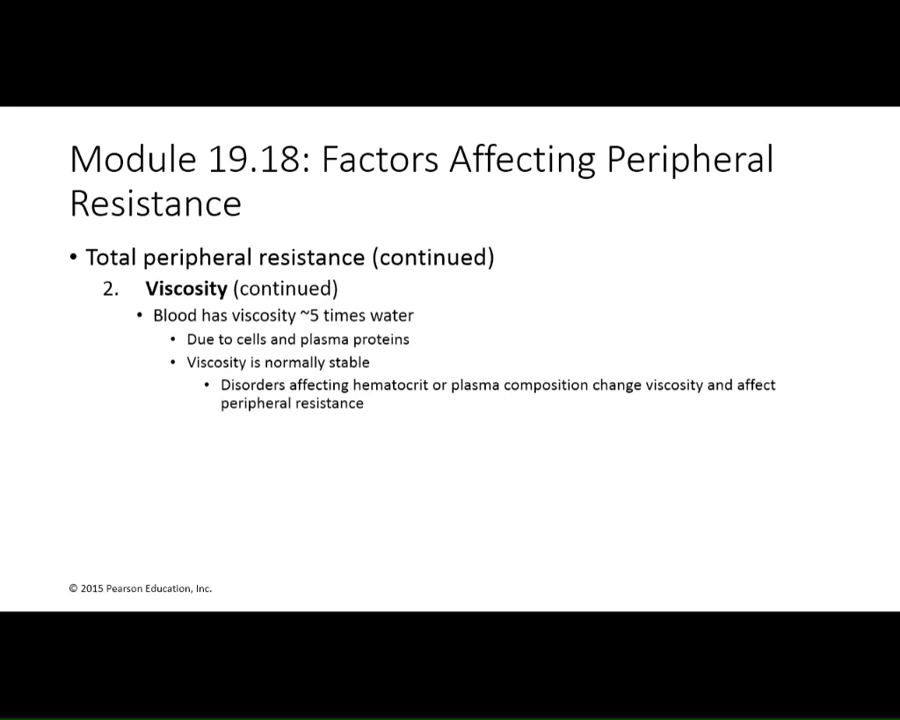 Module 19.18: Factors Affecting Peripheral
Resistance
• Total peripheral resistance (continued)
2. Viscosity (continued)
• Blood has viscosity ~5 times water
• Due to cells and plasma proteins
• Viscosity is normally stable
• Disorders affecting hematocrit or plasma composition change viscosity and affect
peripheral resistance
© 2015 Pearson Education, Inc.